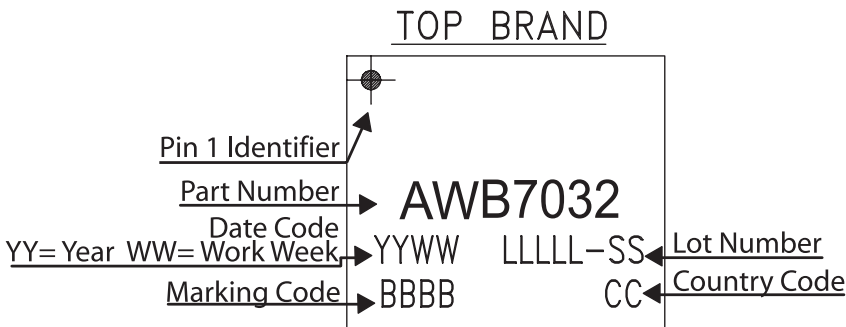 TOP BRAND
Pin 1 Identifier
Part Number
AWB7032
Date Code
YY= Year WW= Work Week
YYWW LLLLL-SS
Lot Number
Marking Code
BBBB CC
Country Code